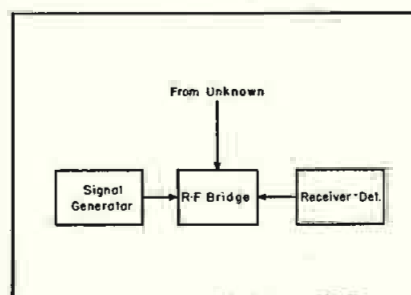 From Unknown
Signal
Generator
R-F Bridge
Receiver-Det.